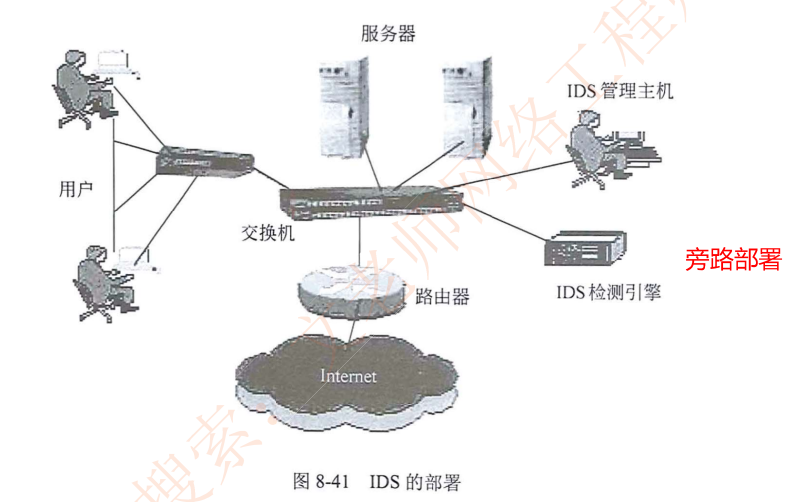 服务器
IDS 管理主机
用户
交换机
旁路部署
路由器
IDS 检测引擎
Internet
图 8-41 IDS 的部署